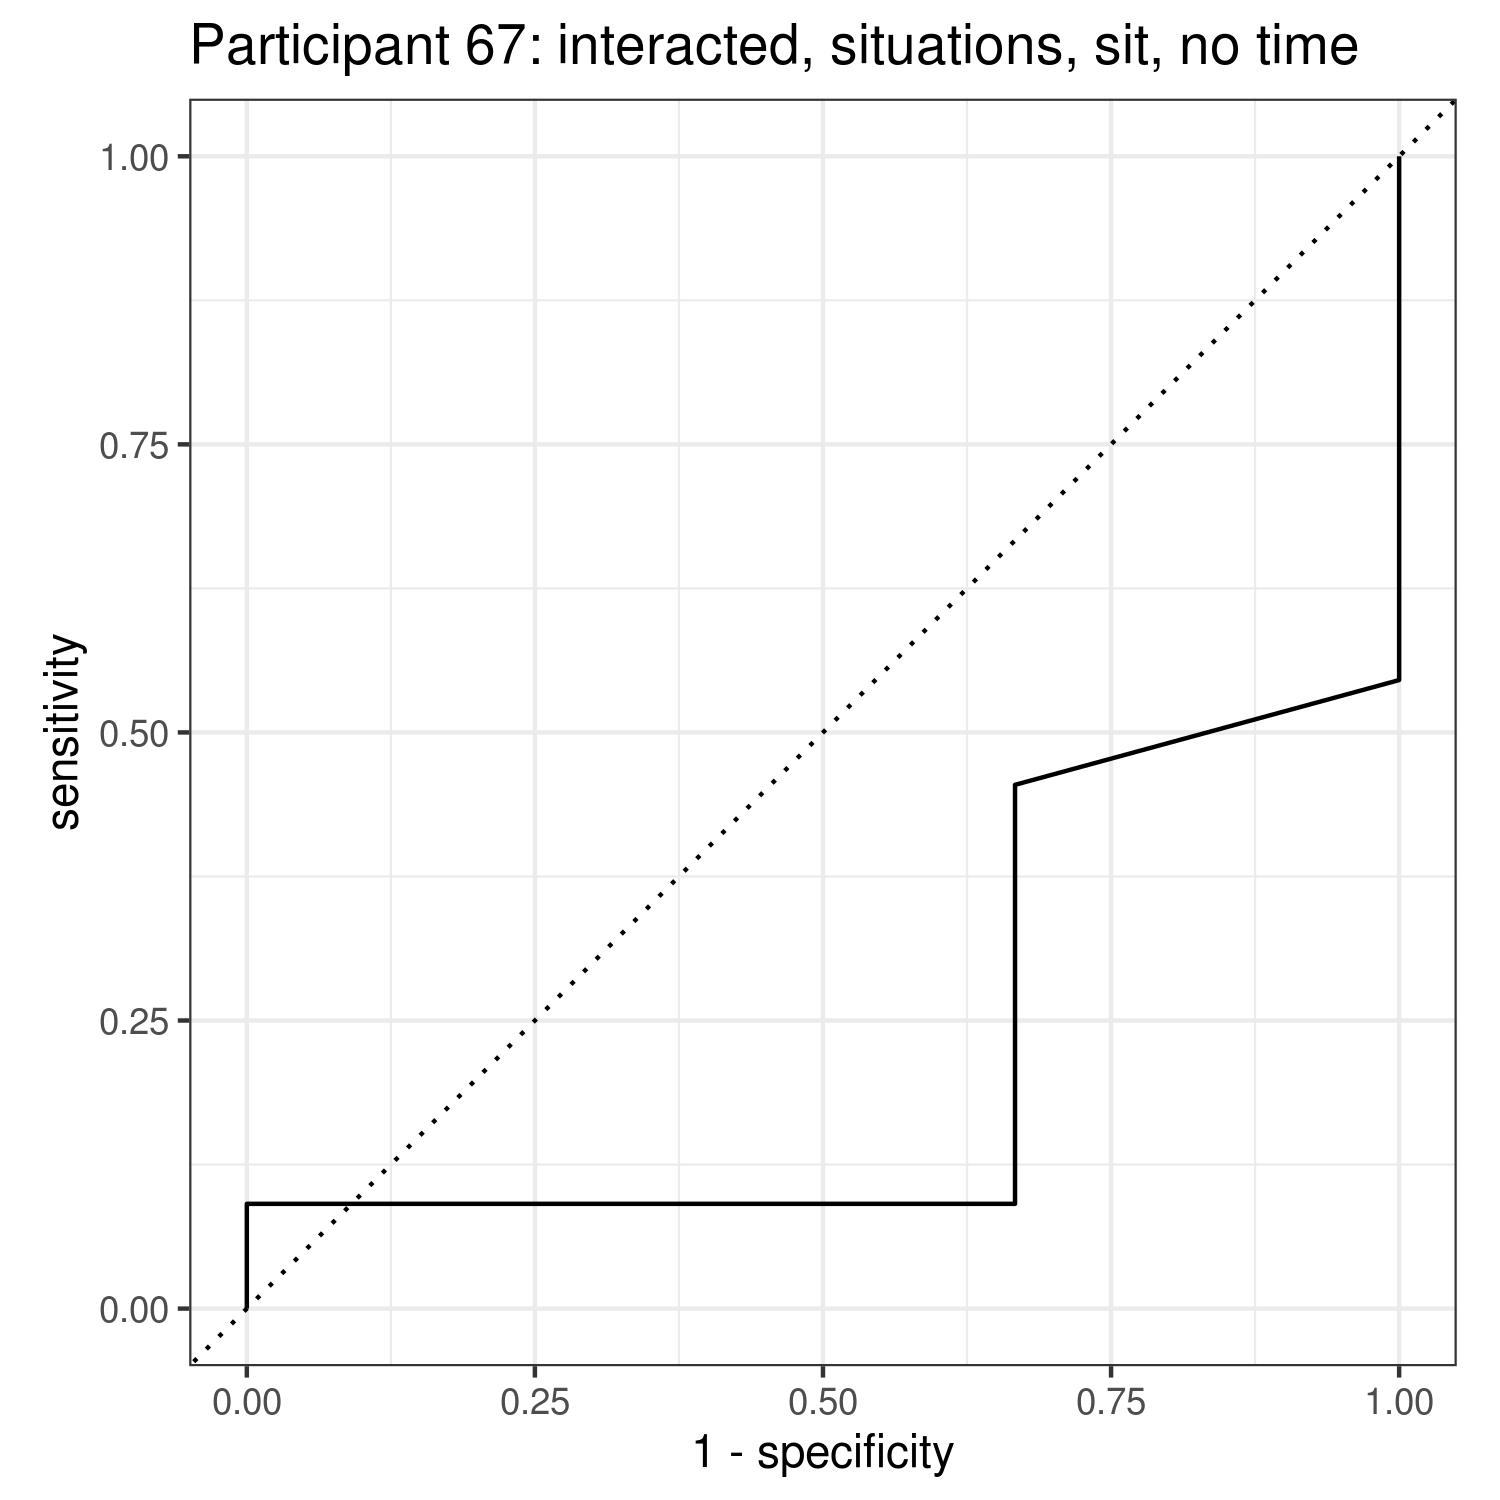 Participant 67: interacted, situations, sit, no time
1.00
0.75
0.50
0.25
0.00
sensitivity
0.00 0.25 0.50 0.75 1.00
1 - specificity